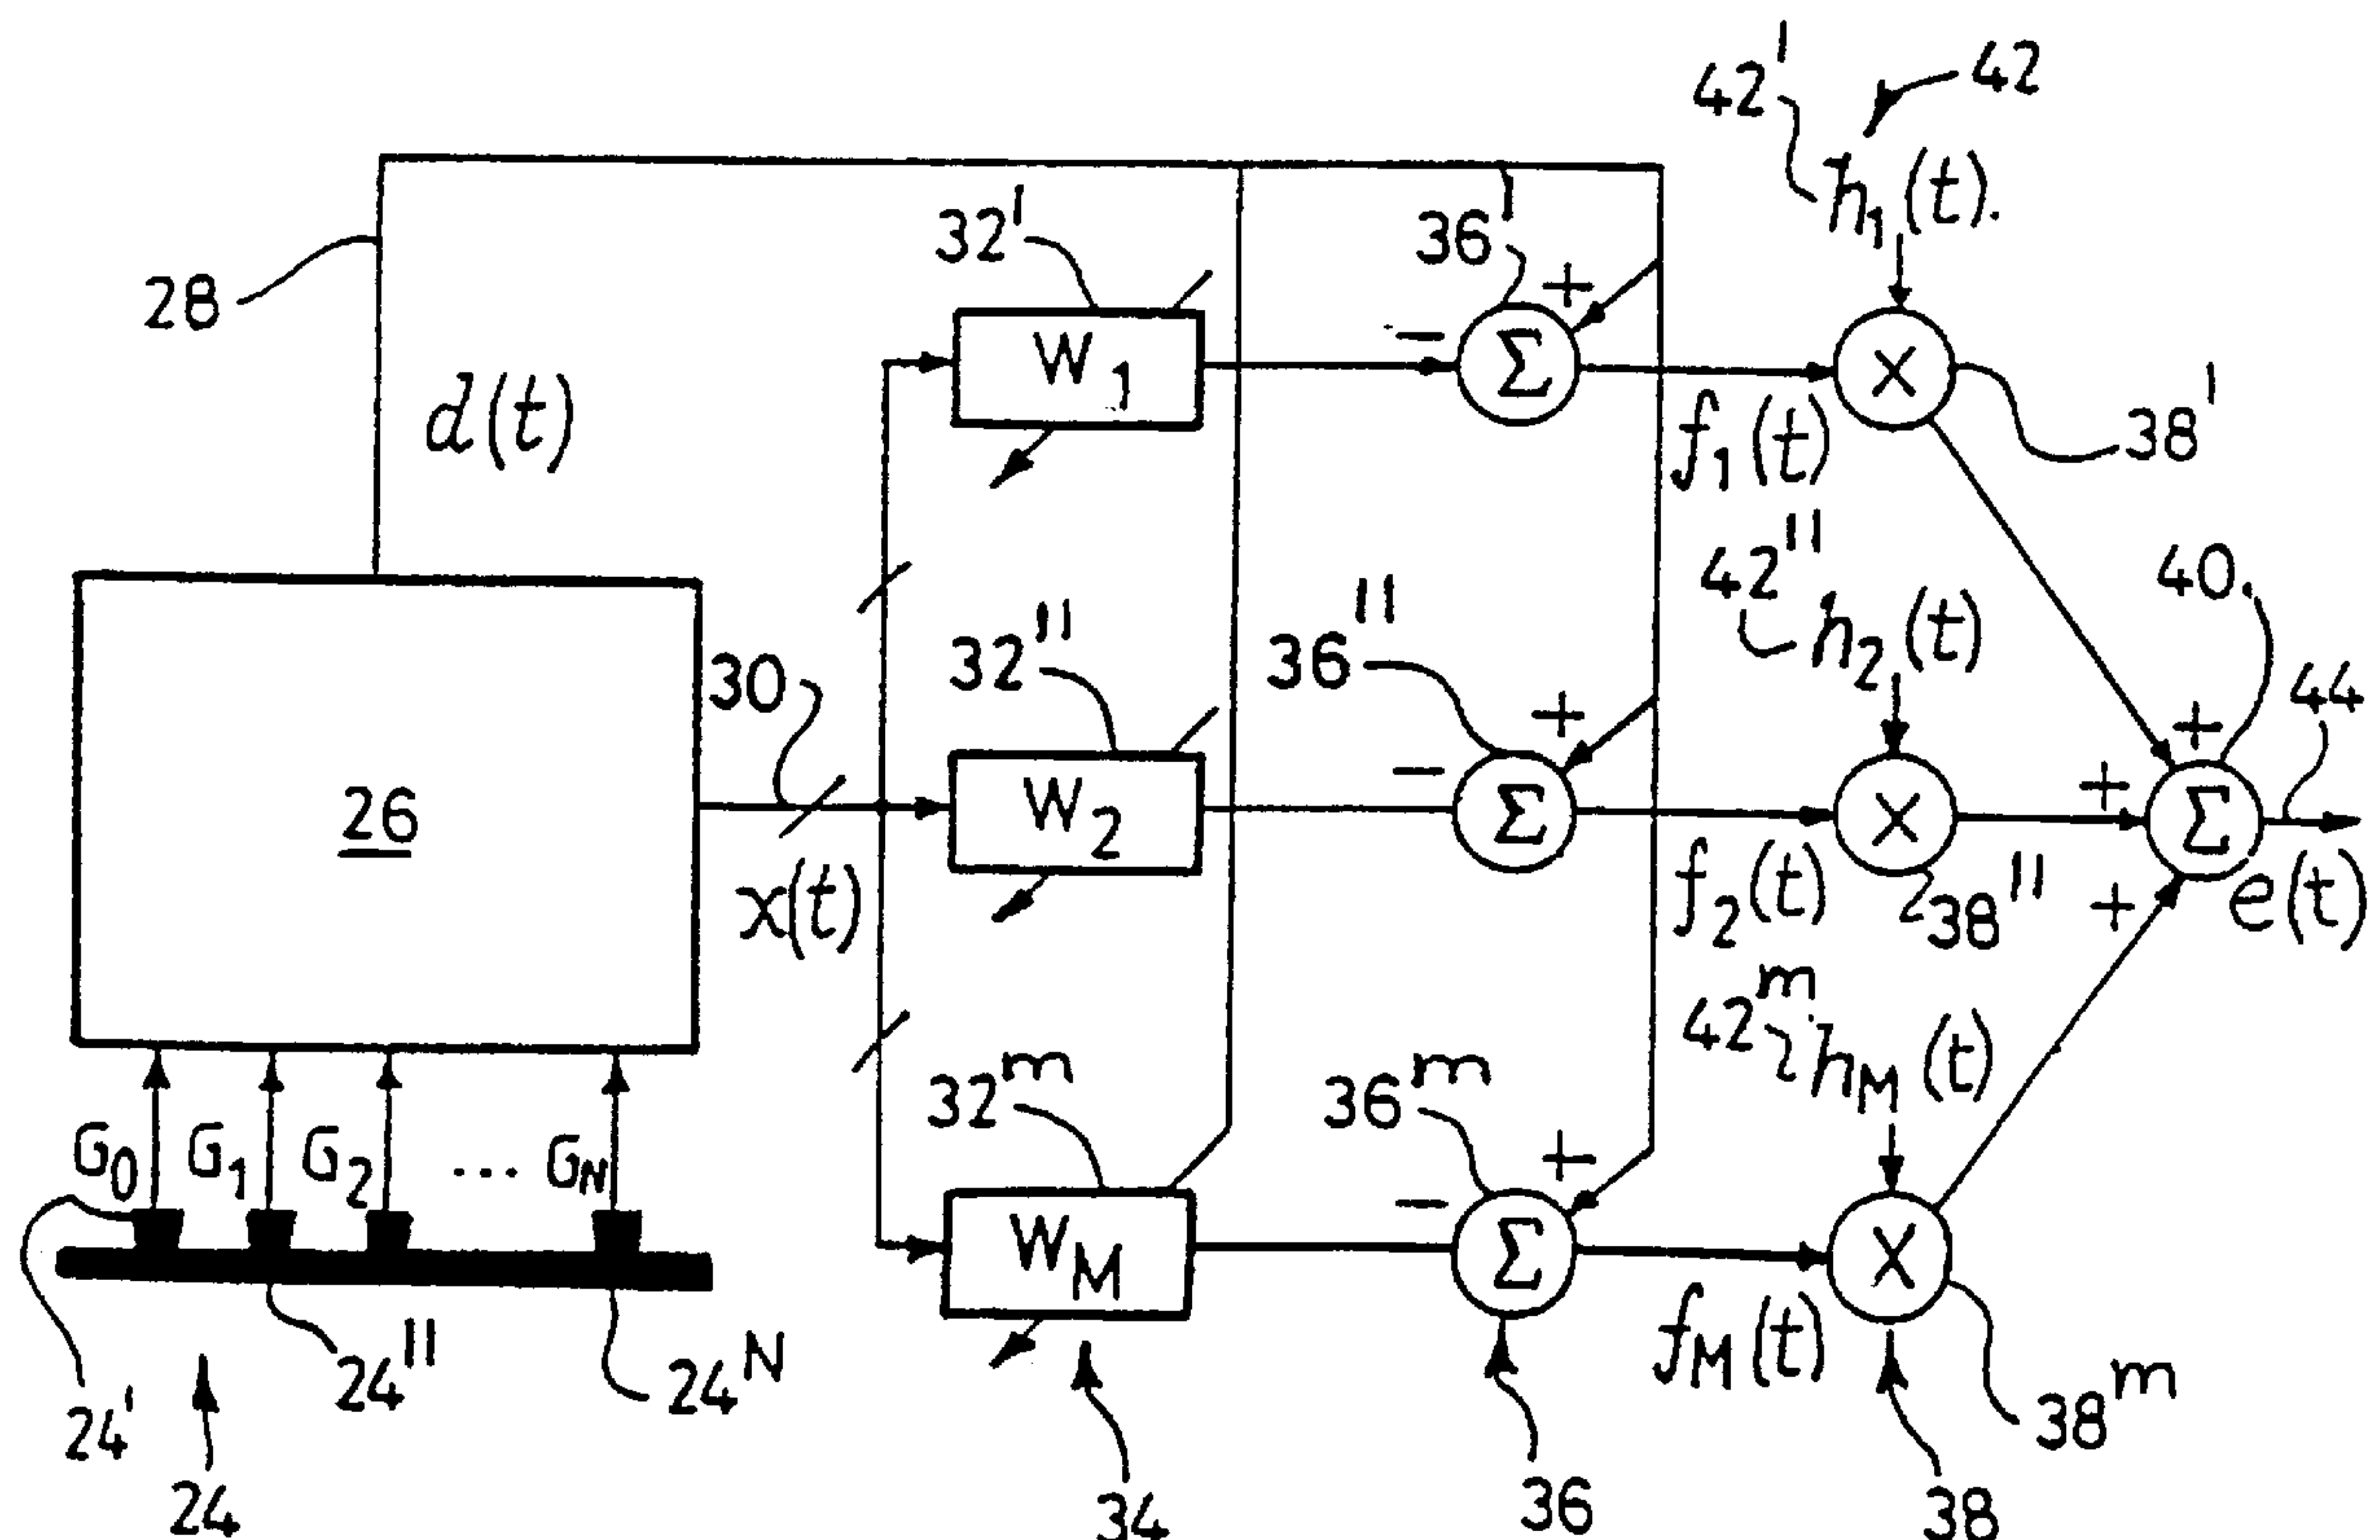 42' 42
h1(t).
32' 36'
28
+
W1 - Σ X
d(t) f1(t) 38'
42'' 40.
32'' 36'' h2(t)
30 + + 44
26 W2 - Σ X + Σ
x(t) f2(t) 38'' + e(t)
42m
32m 36m hM(t)
G0 G1 G2 ... GN +
WM - Σ X
24' 24'' 24N fM(t) 38m
24 34 36 38